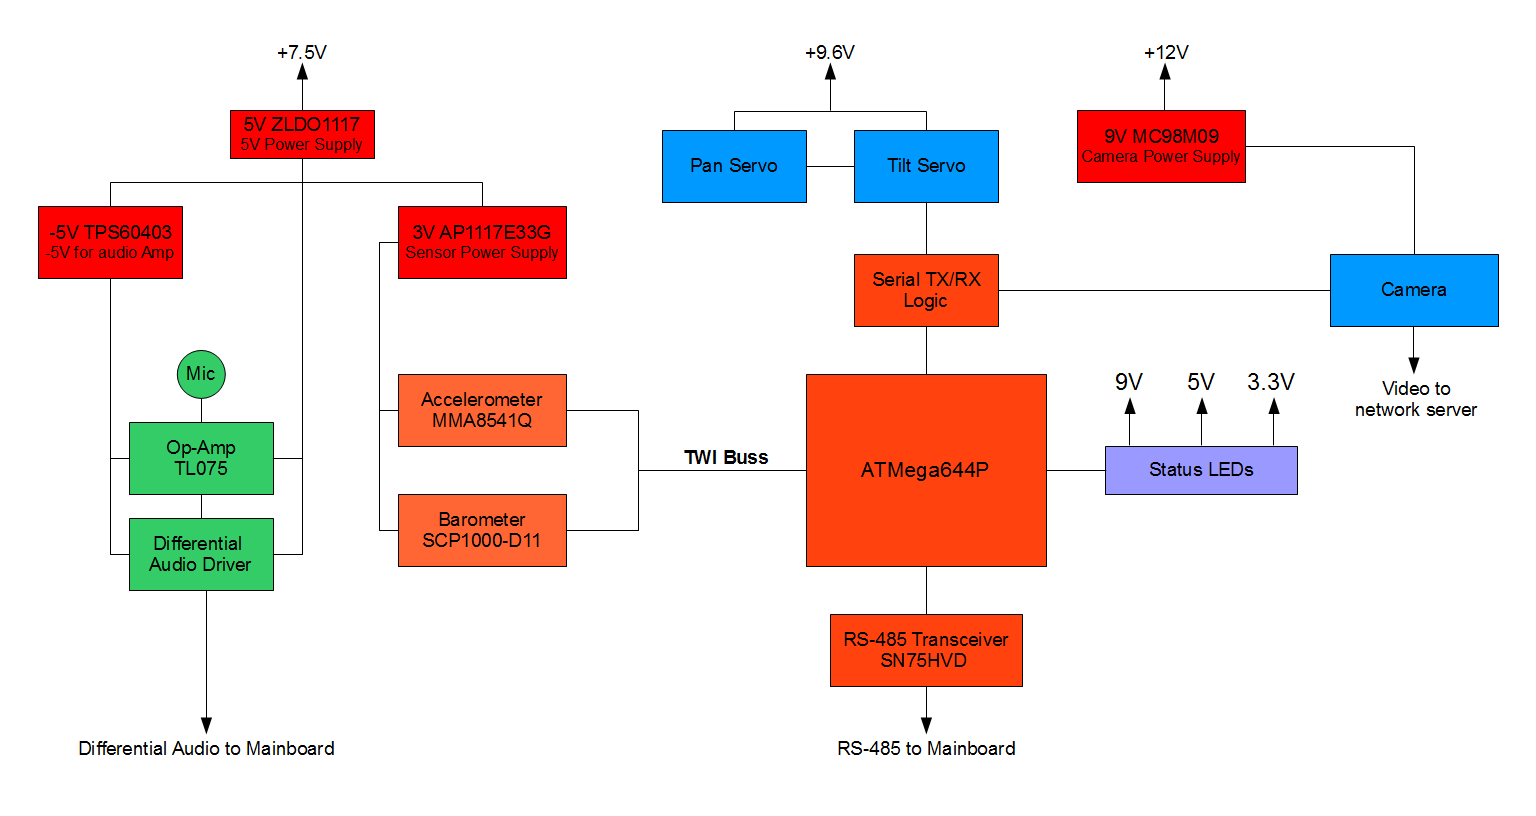 +7.5V
+9.6V
+12V
5V ZLDO1117
5V Power Supply
9V MC98M09
Camera Power Supply
Pan Servo
Tilt Servo
-5V TPS60403
-5V for audio Amp
3V AP1117E33G
Sensor Power Supply
Serial TX/RX
Logic
Camera
Mic
Accelerometer
MMA8541Q
9V
5V
3.3V
Video to
network server
Op-Amp
TL075
TWI Buss
ATMega644P
Status LEDs
Barometer
SCP1000-D11
Differential
Audio Driver
RS-485 Transceiver
SN75HVD
Differential Audio to Mainboard
RS-485 to Mainboard